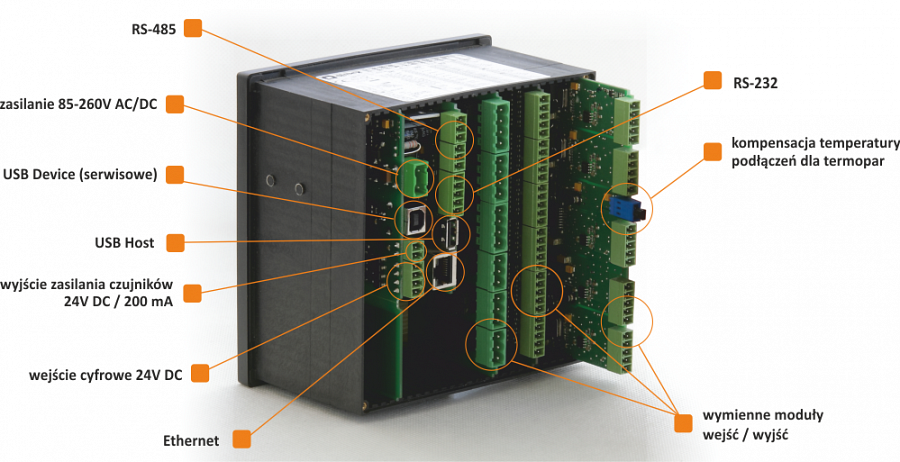 RS-485
zasilanie 85-260V AC/DC
USB Device (serwisowe)
USB Host
wyjście zasilania czujników
24V DC / 200 mA
wejście cyfrowe 24V DC
Ethernet
RS-232
kompensacja temperatury
podłączeń dla termopar
wymienne moduły
wejść / wyjść